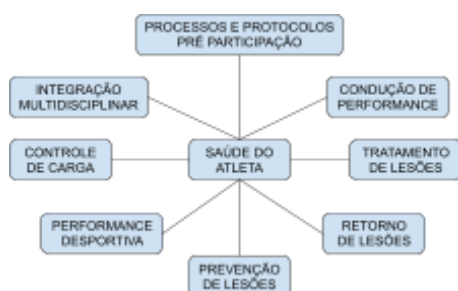 PROCESSOS E PROTOCOLOS
PRÉ PARTICIPAÇÃO
INTEGRAÇÃO
MULTIDISCIPLINAR
CONDUÇÃO DE
PERFORMANCE
CONTROLE
DE CARGA
SAÚDE DO
ATLETA
TRATAMENTO
DE LESÕES
PERFORMANCE
DESPORTIVA
RETORNO
DE LESÕES
PREVENÇÃO
DE LESÕES